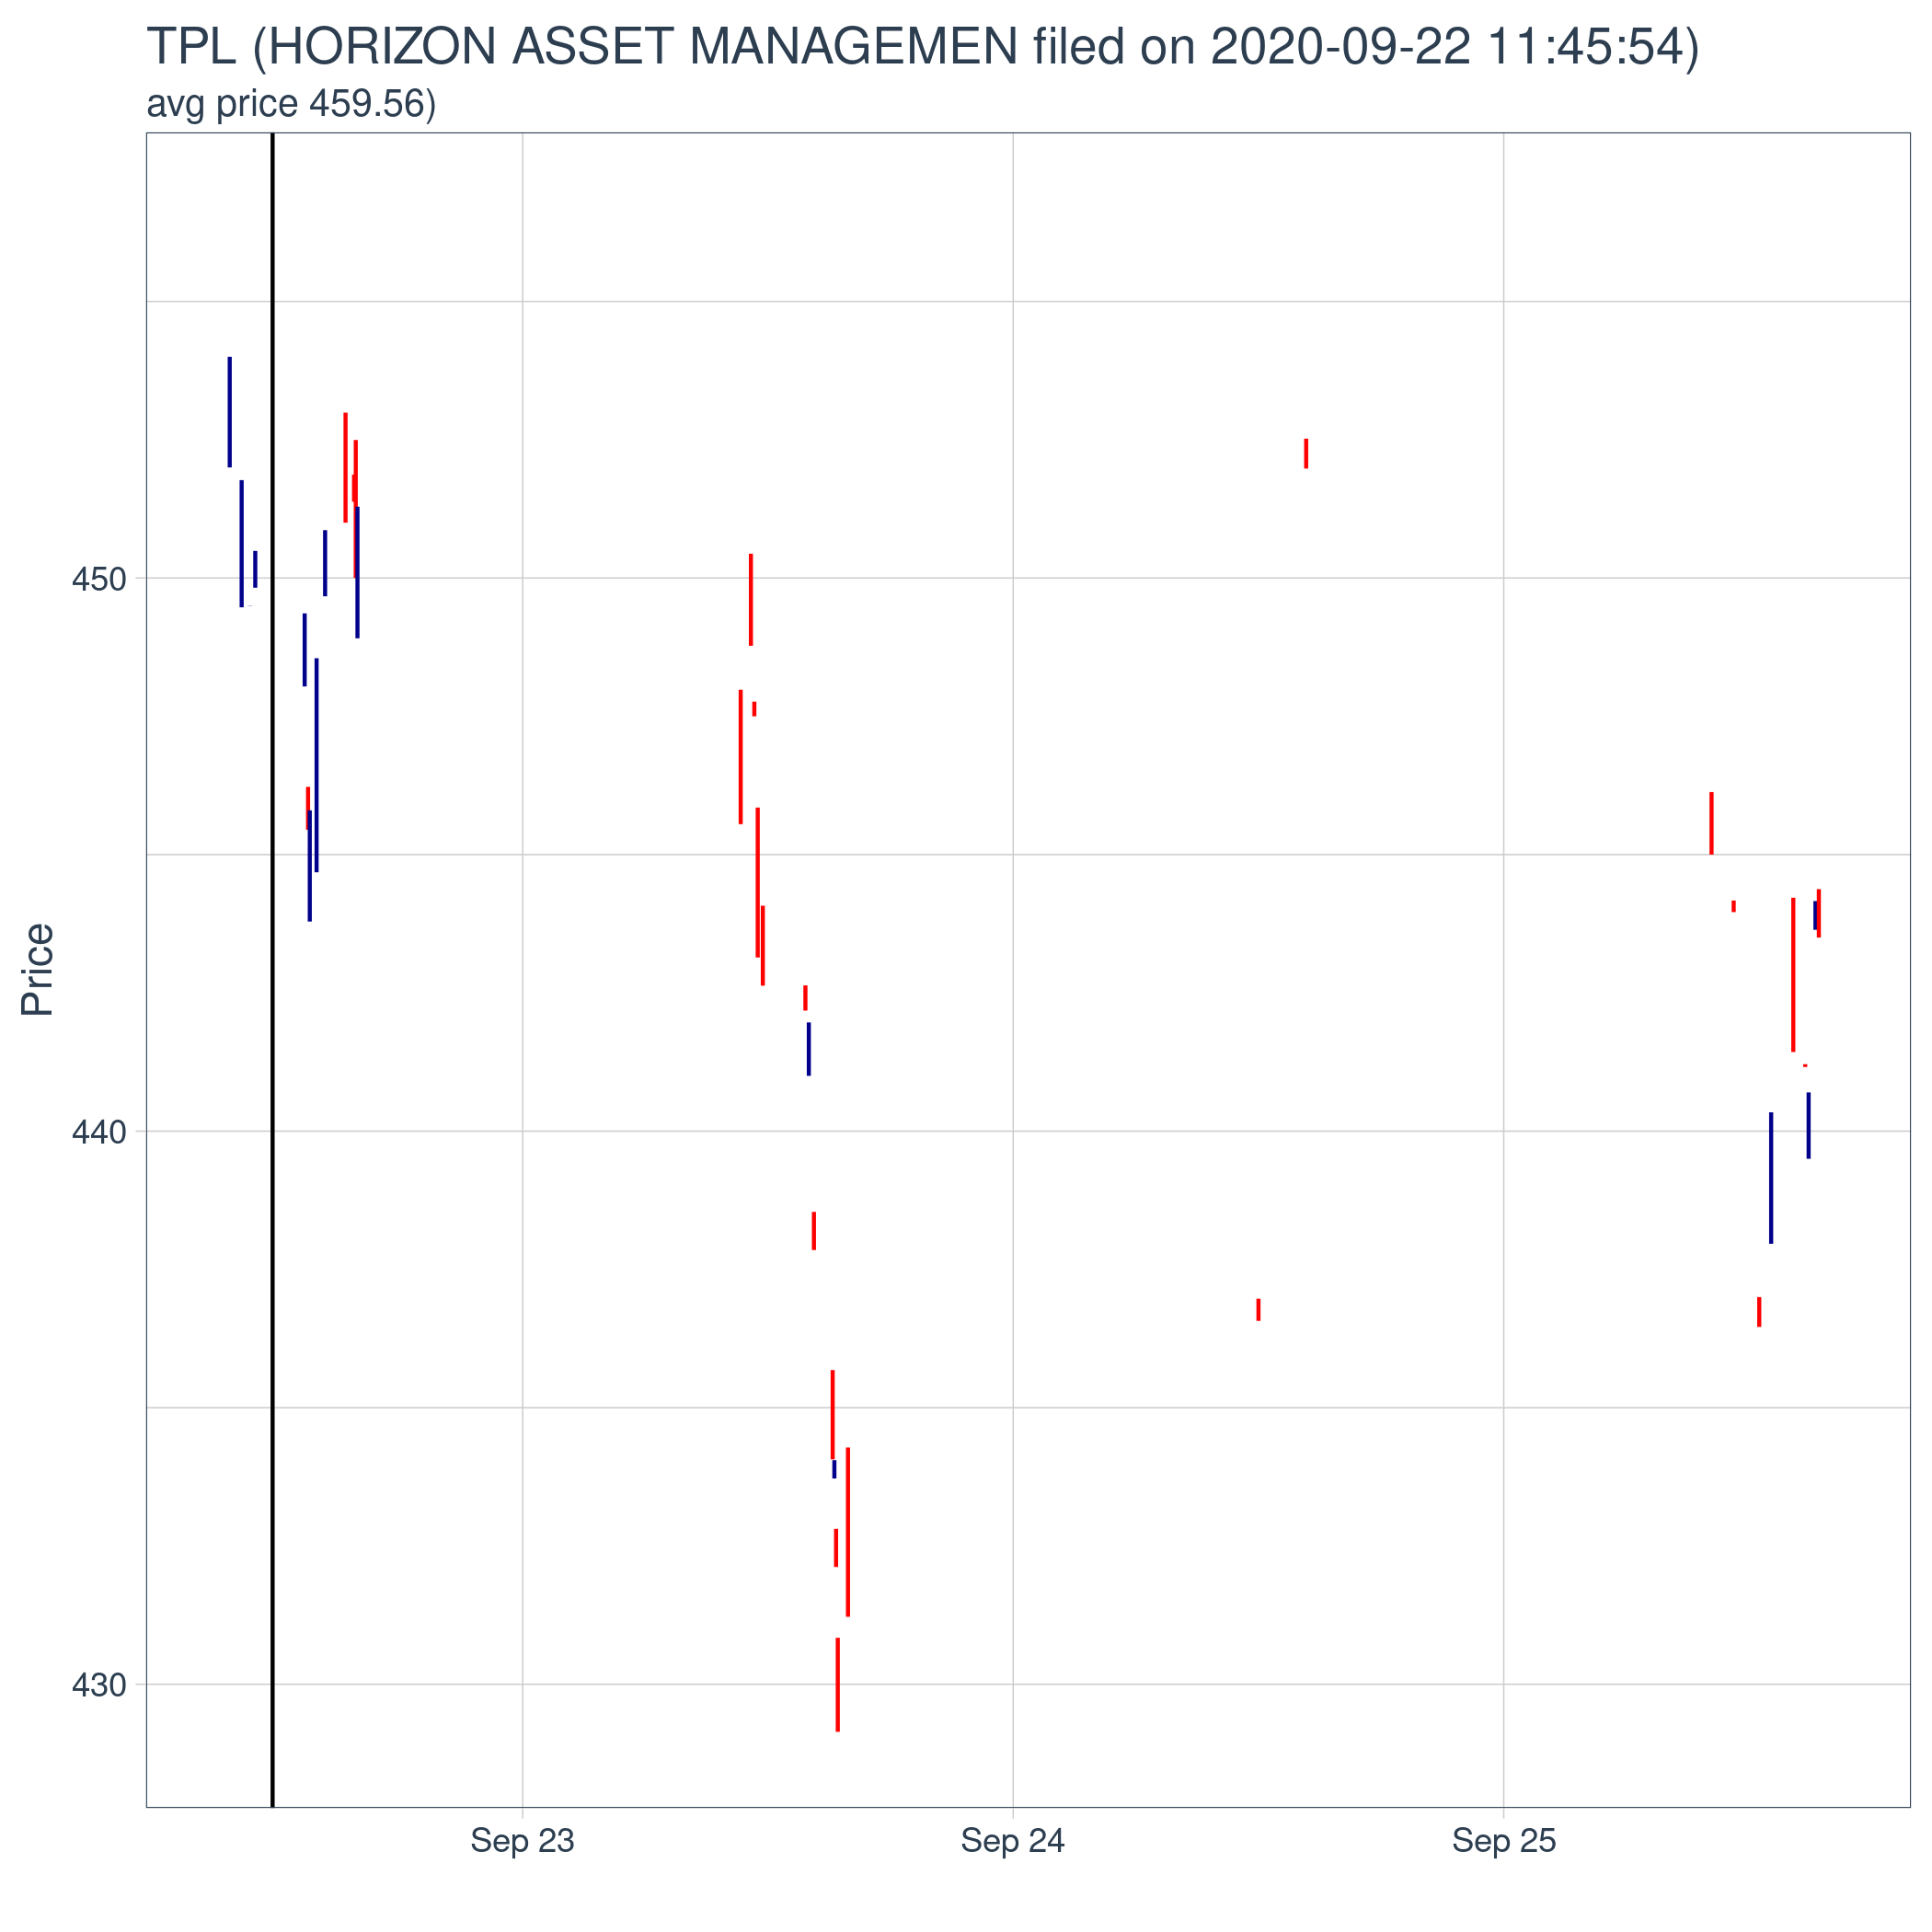 TPL (HORIZON ASSET MANAGEMEN filed on 2020-09-22 11:45:54)
avg price 459.56)
Price
450
440
430
Sep 23
Sep 24
Sep 25